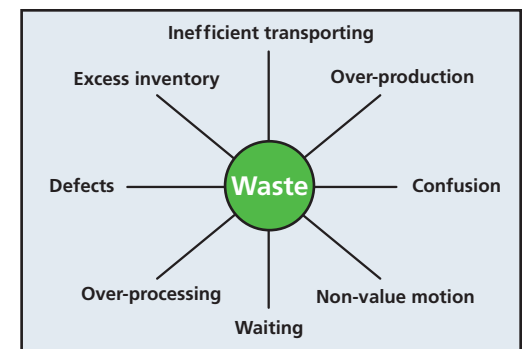 Inefficient transporting
Excess inventory
Over-production
Defects
Waste
Confusion
Over-processing
Non-value motion
Waiting